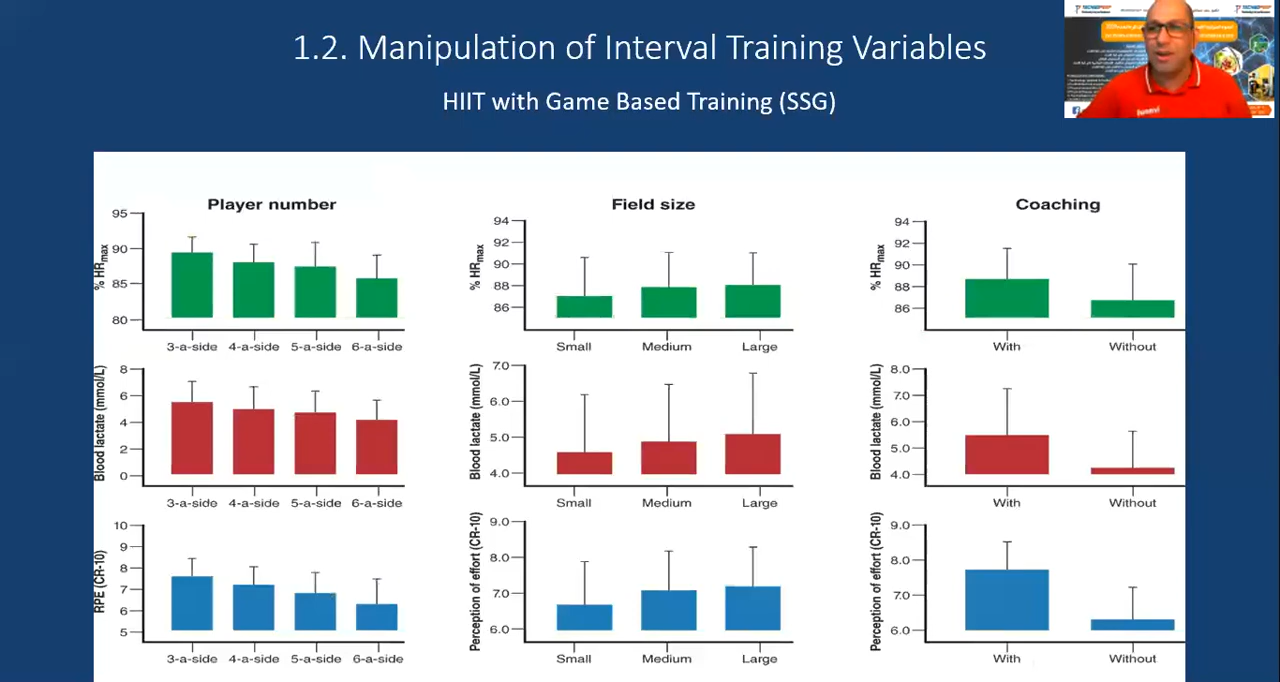 1.2. Manipulation of Interval Training Variables
HIIT with Game Based Training (SSG)
TECHNOPREP
TECHNOPREP
Player number
% HRmax
95
90
85
80
3-a-side 4-a-side 5-a-side 6-a-side
Field size
% HRmax
94
92
90
88
86
Small Medium Large
Coaching
% HRmax
94
92
90
88
86
With Without
Blood lactate (mmol/L)
8
6
4
2
0
3-a-side 4-a-side 5-a-side 6-a-side
Blood lactate (mmol/L)
7.0
6.0
5.0
4.0
Small Medium Large
Blood lactate (mmol/L)
8.0
7.0
6.0
5.0
4.0
With Without
RPE (CR-10)
10
9
8
7
6
5
3-a-side 4-a-side 5-a-side 6-a-side
Perception of effort (CR-10)
9.0
8.0
7.0
6.0
Small Medium Large
Perception of effort (CR-10)
9.0
8.0
7.0
6.0
With Without